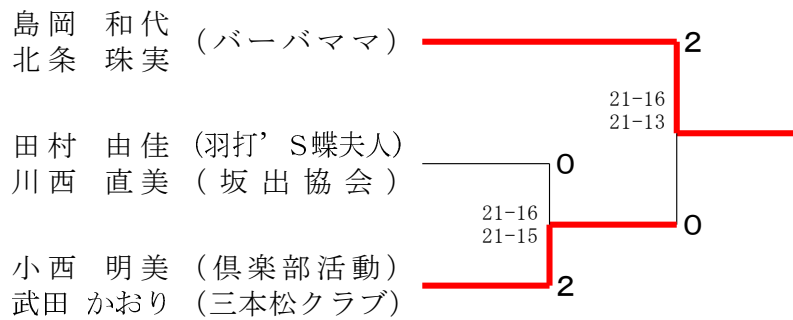 島岡 和代 (バーバママ)
北条 珠実
2
21-16
21-13
田村 由佳 (羽打’S蝶夫人)
川西 直美 (坂出協会)
0
21-16
21-15
0
小西 明美 (倶楽部活動)
武田 かおり (三本松クラブ)
2